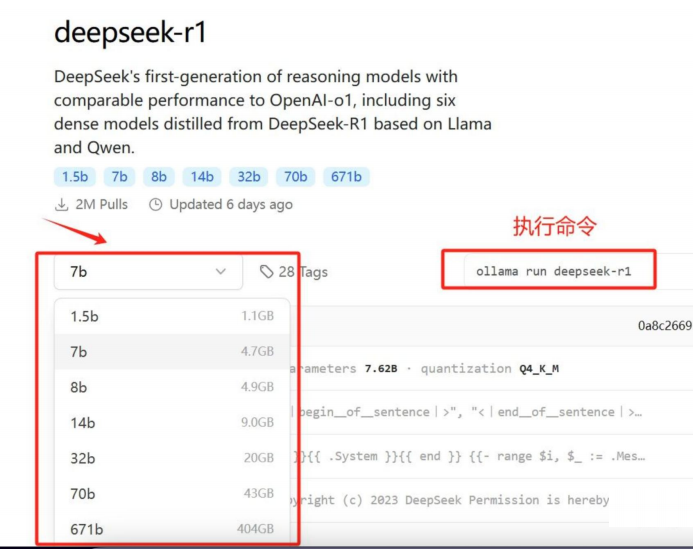 deepseek-r1
DeepSeek's first-generation of reasoning models with
comparable performance to OpenAI-o1, including six
dense models distilled from DeepSeek-R1 based on Llama
and Qwen.
1.5b 7b 8b 14b 32b 70b 671b
2M Pulls Updated 6 days ago
执行命令
7b 28 Tags ollama run deepseek-r1
1.5b 1.1GB 0a8c2669
7b 4.7GB arameters 7.62B · quantization Q4_K_M
8b 4.9GB
14b 9.0GB |begin__of__sentence|>", "<|end__of__sentence|>…
32b 20GB }{{ .System }}{{ end }} {{- range $i, $_ := .Mes…
70b 43GB yright (c) 2023 DeepSeek Permission is hereby
671b 404GB